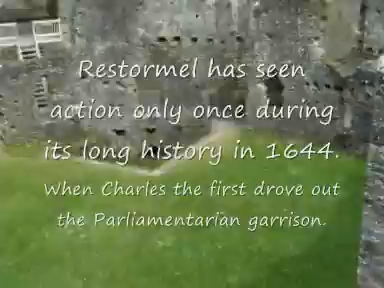 Restormel has seen
action only once during
its long history in 1644.
When Charles the first drove out
the Parliamentarian garrison.